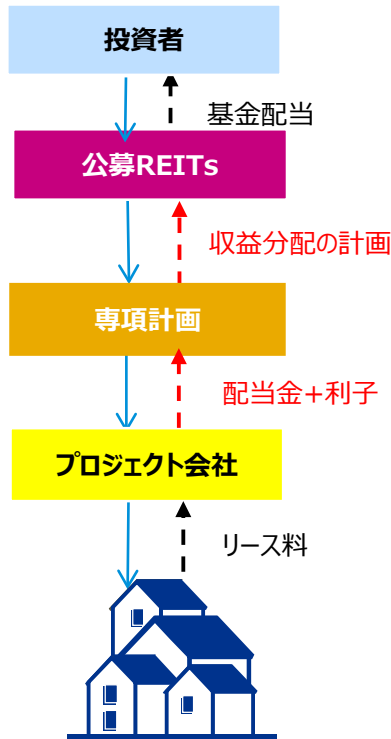 投資者
基金配当
公募REITs
収益分配の計画
専項計画
配当金+利子
プロジェクト会社
リース料